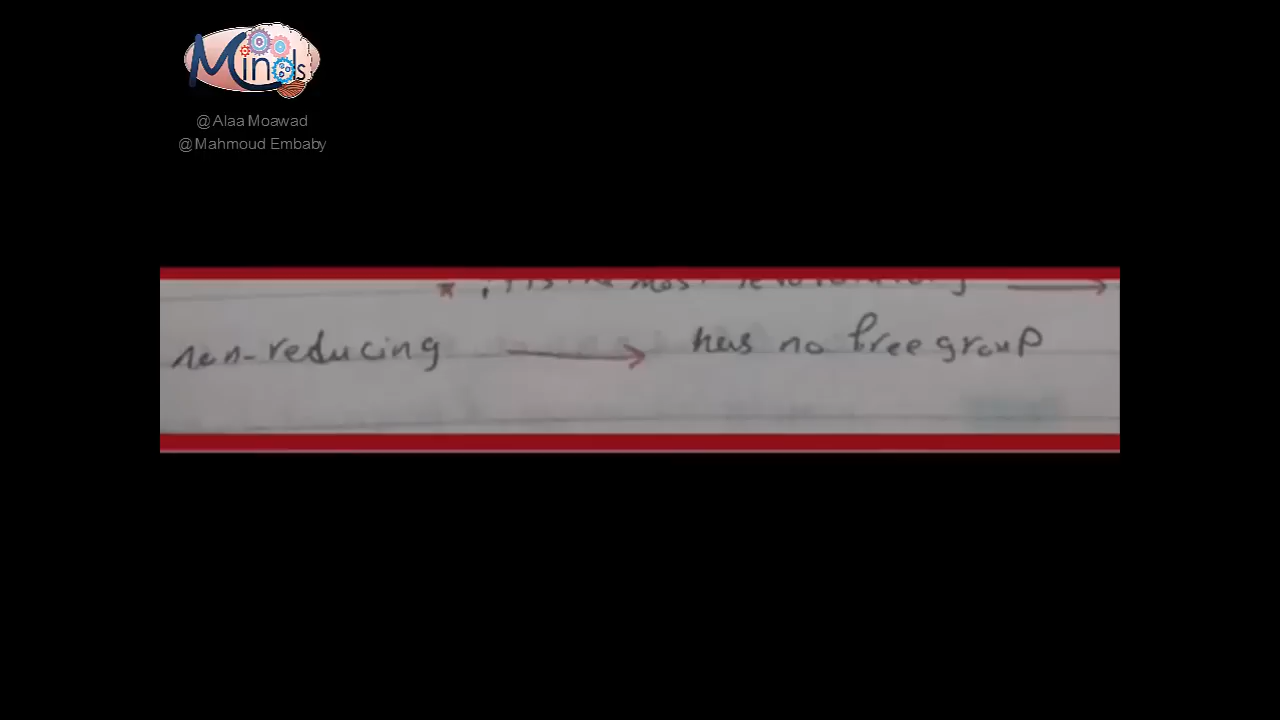 Minds
@Alaa Moawad
@Mahmoud Embaby
non-reducing → has no free group